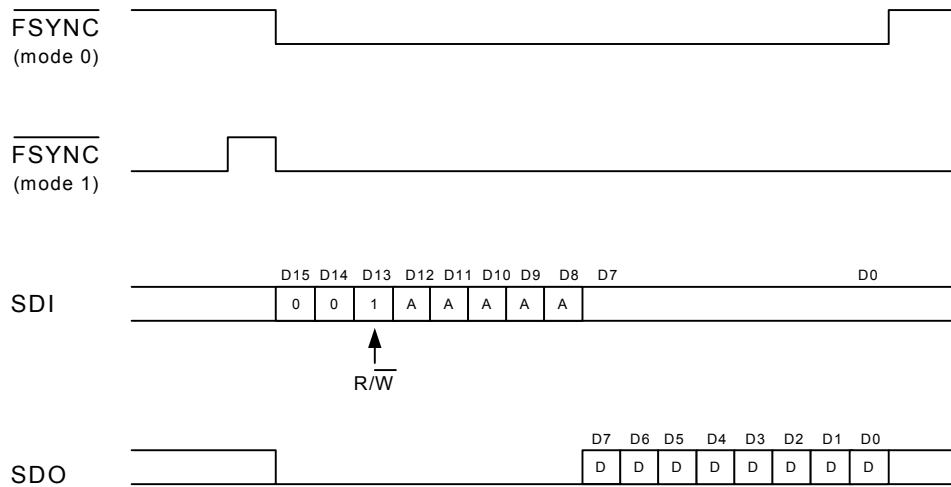 FSYNC
(mode 0)
FSYNC
(mode 1)
D15 D14 D13 D12 D11 D10 D9 D8 D7 D0
SDI 0 0 1 A A A A A
R/W
D7 D6 D5 D4 D3 D2 D1 D0
SDO D D D D D D D D